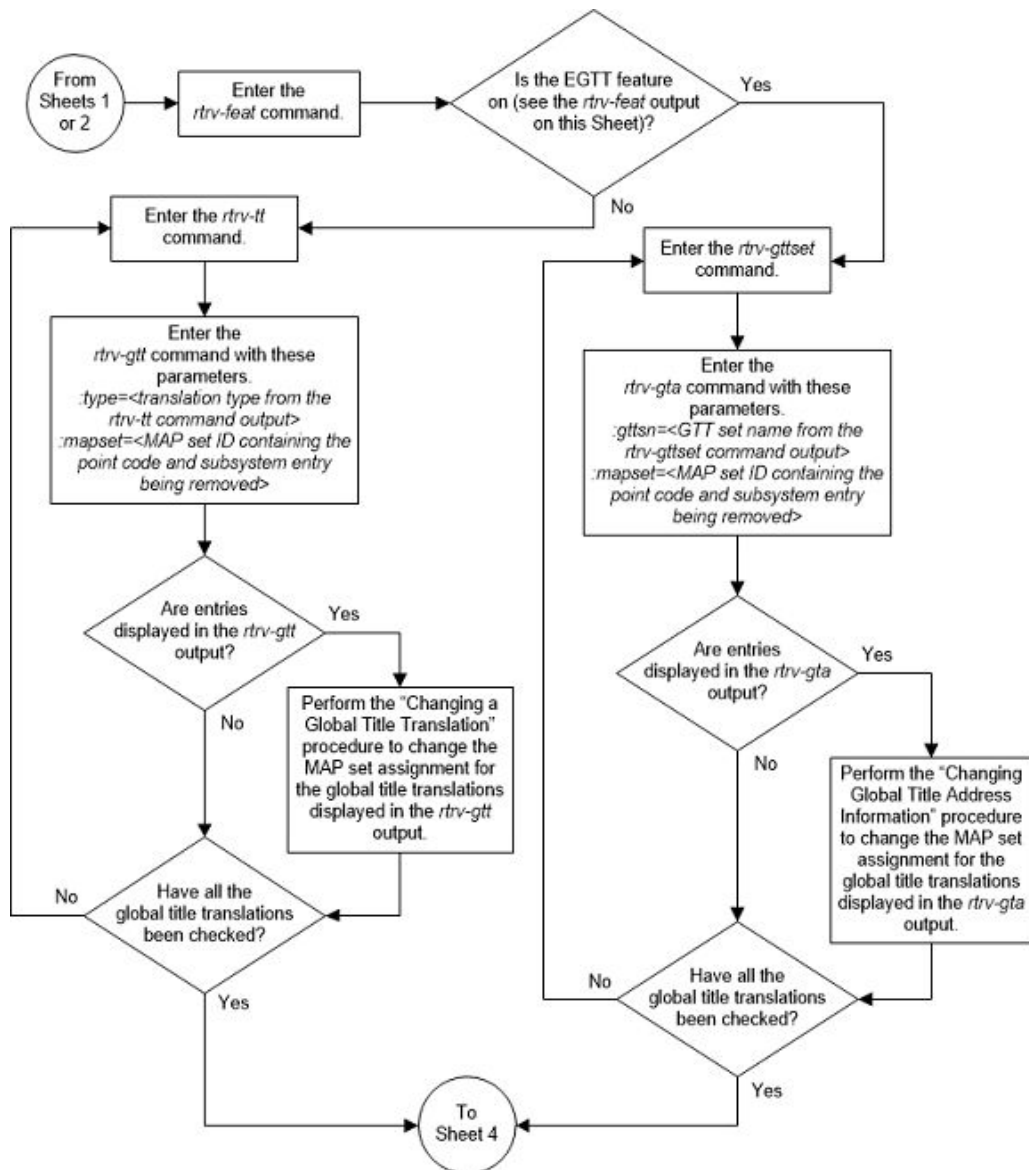 From
Sheets 1
or 2
Enter the
rtrv-feat command.
Is the EGTT feature
on (see the rtrv-feat output
on this Sheet)?
Yes
No
Enter the rtrv-tt
command.
Enter the rtrv-gttset
command.
Enter the
rtrv-gtt command with these
parameters.
:type=<translation type from the
rtrv-tt command output>
:mapset=<MAP set ID containing the
point code and subsystem entry
being removed>
Enter the
rtrv-gta command with these
parameters.
:gttsn=<GTT set name from the
rtrv-gttset command output>
:mapset=<MAP set ID containing the
point code and subsystem entry
being removed>
Are entries
displayed in the rtrv-gtt
output?
Yes
No
Perform the “Changing a
Global Title Translation”
procedure to change the
MAP set assignment for
the global title translations
displayed in the rtrv-gtt
output.
Are entries
displayed in the rtrv-gta
output?
Yes
No
Perform the “Changing
Global Title Address
Information” procedure
to change the MAP set
assignment for the
global title translations
displayed in the rtrv-gta
output.
Have all the
global title translations
been checked?
No
Yes
Have all the
global title translations
been checked?
No
Yes
To
Sheet 4